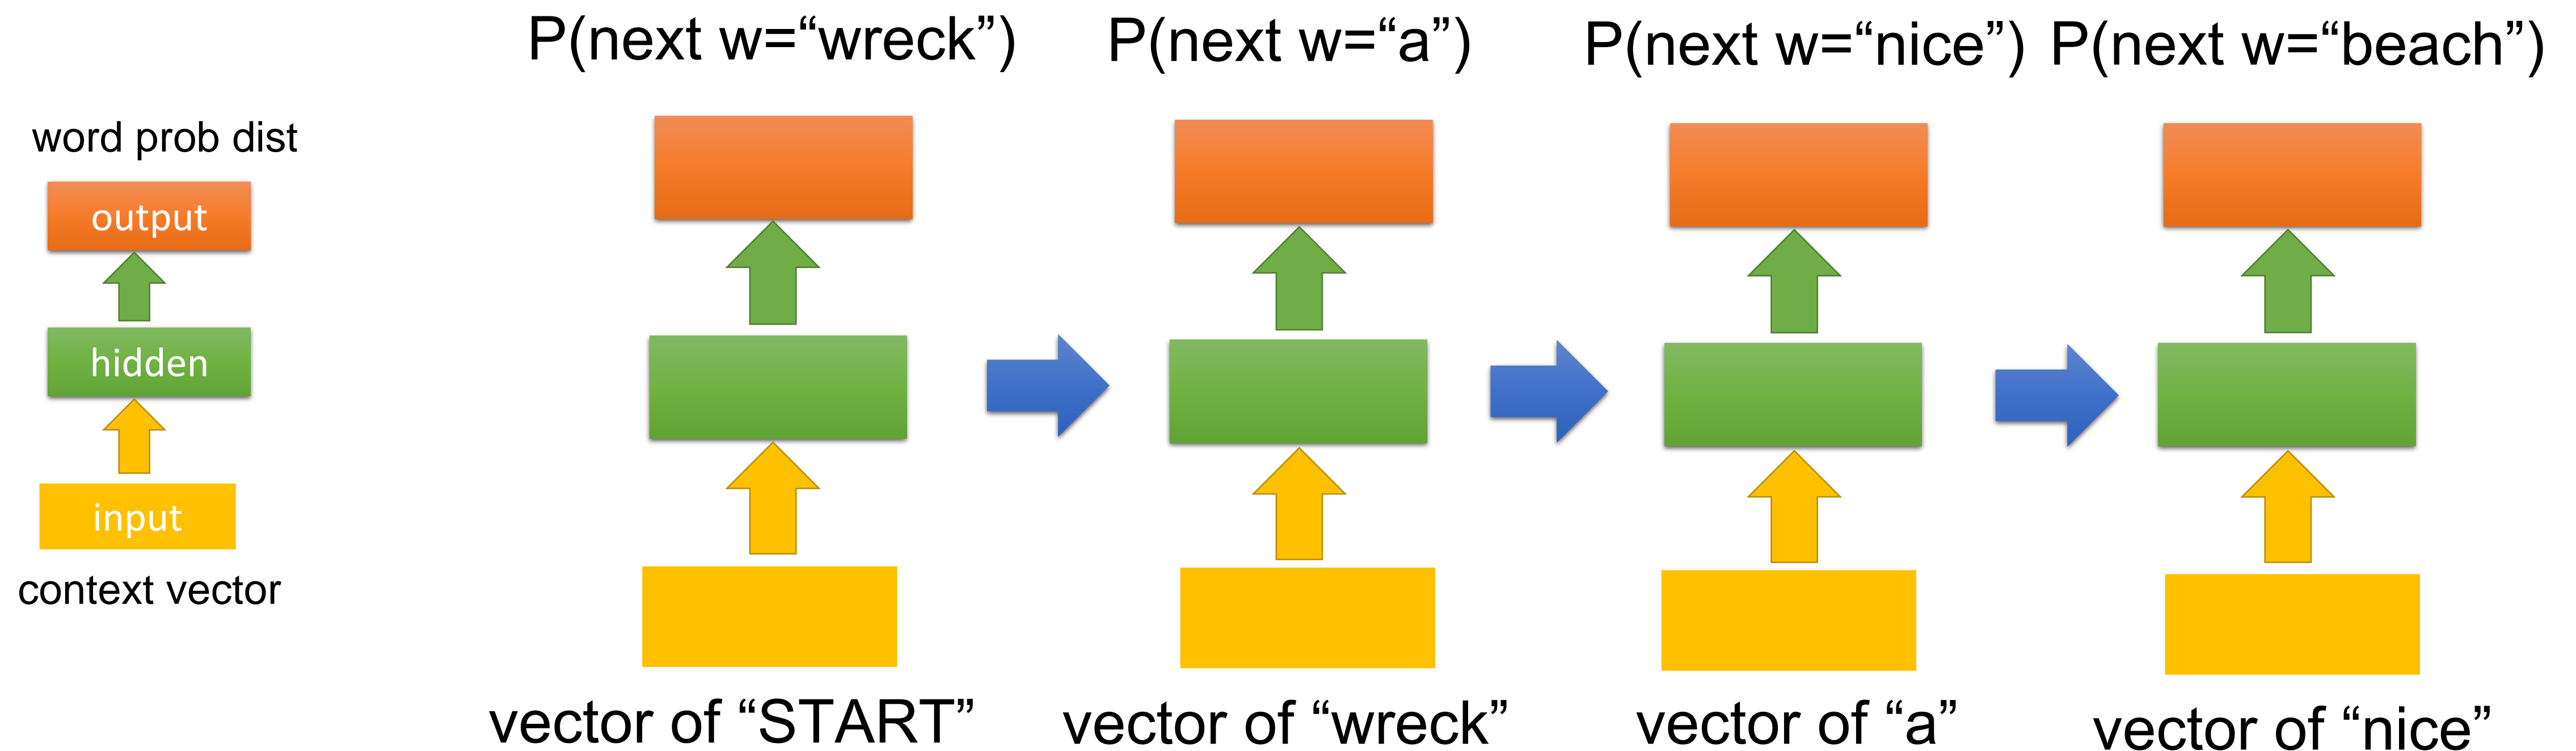 P(next w=“wreck”)
P(next w=“a”)
P(next w=“nice”)
P(next w=“beach”)
word prob dist
output
hidden
input
context vector
vector of “START”
vector of “wreck”
vector of “a”
vector of “nice”